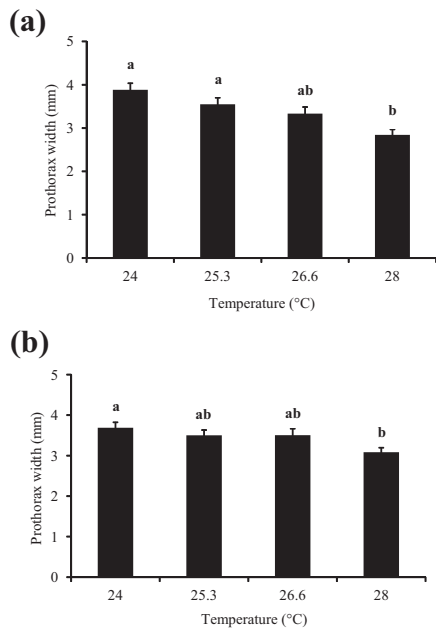 (a)
Prothorax width (mm)
5
4
3
2
1
0
a
a
ab
b
24
25.3
26.6
28
Temperature (°C)
(b)
Prothorax width (mm)
5
4
3
2
1
0
a
ab
ab
b
24
25.3
26.6
28
Temperature (°C)